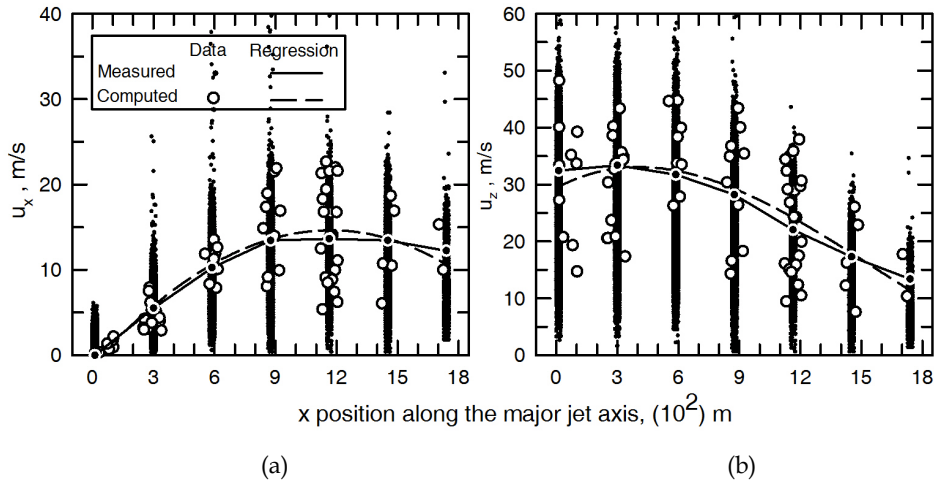 40
30
20
10
0
u_x , m/s
Data Regression
Measured
Computed
0 3 6 9 12 15 18
60
50
40
30
20
10
0
u_z , m/s
0 3 6 9 12 15 18
x position along the major jet axis, (10^2) m
(a) (b)